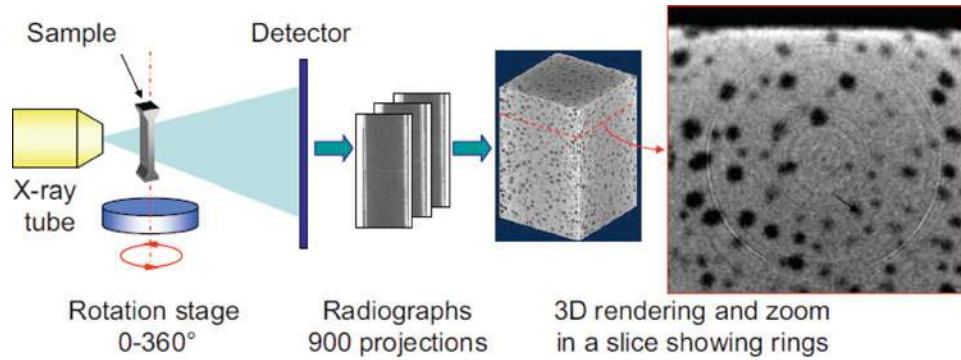 Sample
Detector
X-ray
tube
Rotation stage
0-360°
Radiographs
900 projections
3D rendering and zoom
in a slice showing rings